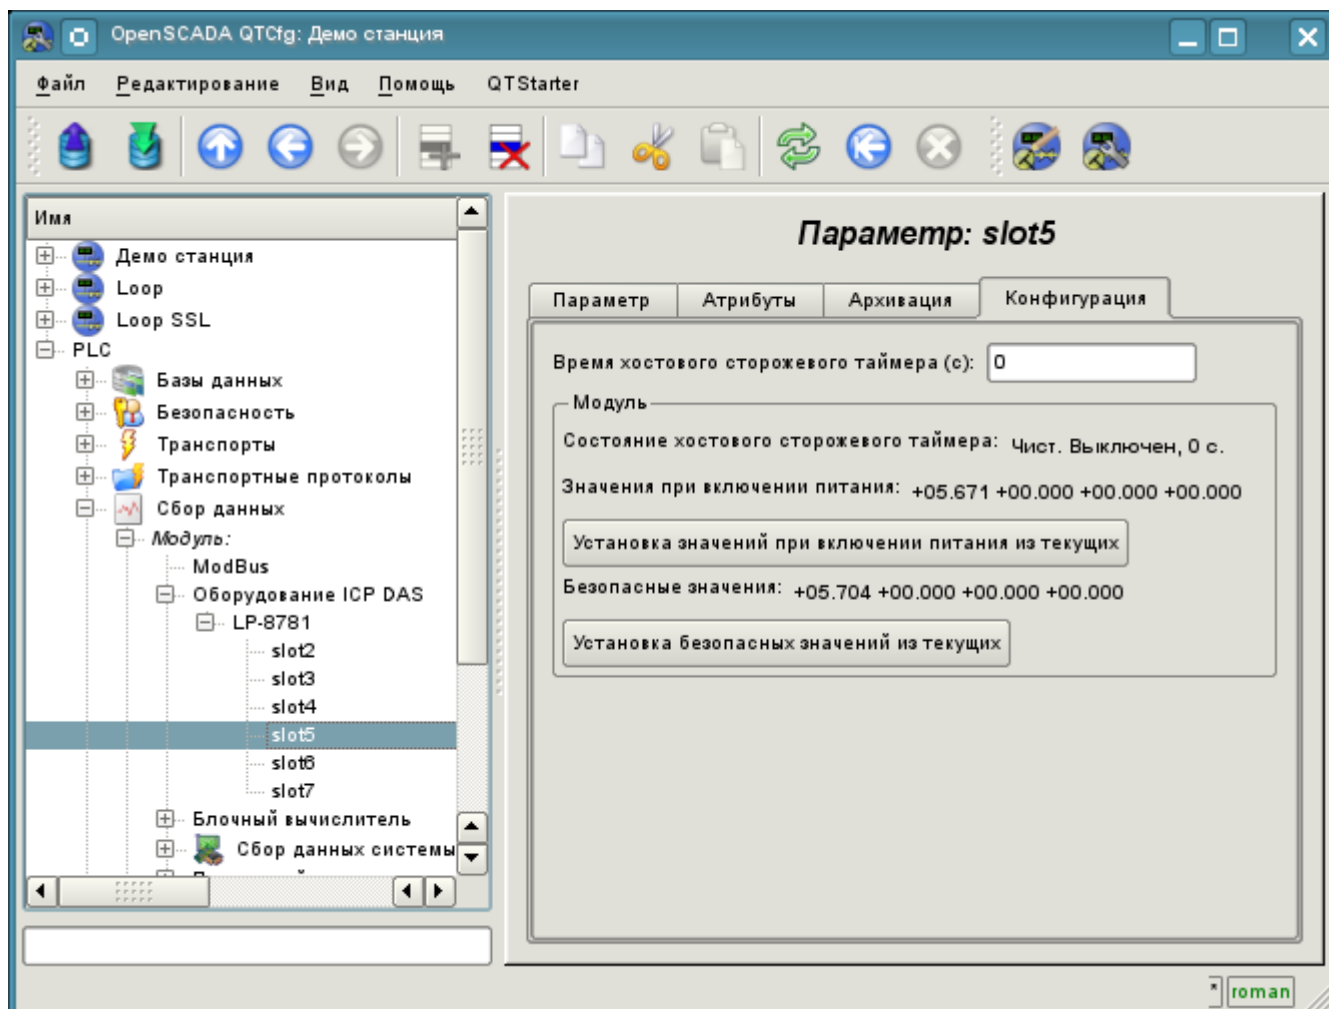 OpenSCADA QTCfg: Демо станция
Файл Редактирование Вид Помощь QTStarter
Имя
Демо станция
Loop
Loop SSL
PLC
Базы данных
Безопасность
Транспорты
Транспортные протоколы
Сбор данных
Модуль:
ModBus
Оборудование ICP DAS
LP-8781
slot2
slot3
slot4
slot5
slot6
slot7
Блочный вычислитель
Сбор данных системы
Параметр: slot5
Параметр Атрибуты Архивация Конфигурация
Время хостового сторожевого таймера (с): 0
Модуль
Состояние хостового сторожевого таймера: Чист. Выключен, 0 с.
Значения при включении питания: +05.671 +00.000 +00.000 +00.000
Установка значений при включении питания из текущих
Безопасные значения: +05.704 +00.000 +00.000 +00.000
Установка безопасных значений из текущих
* roman